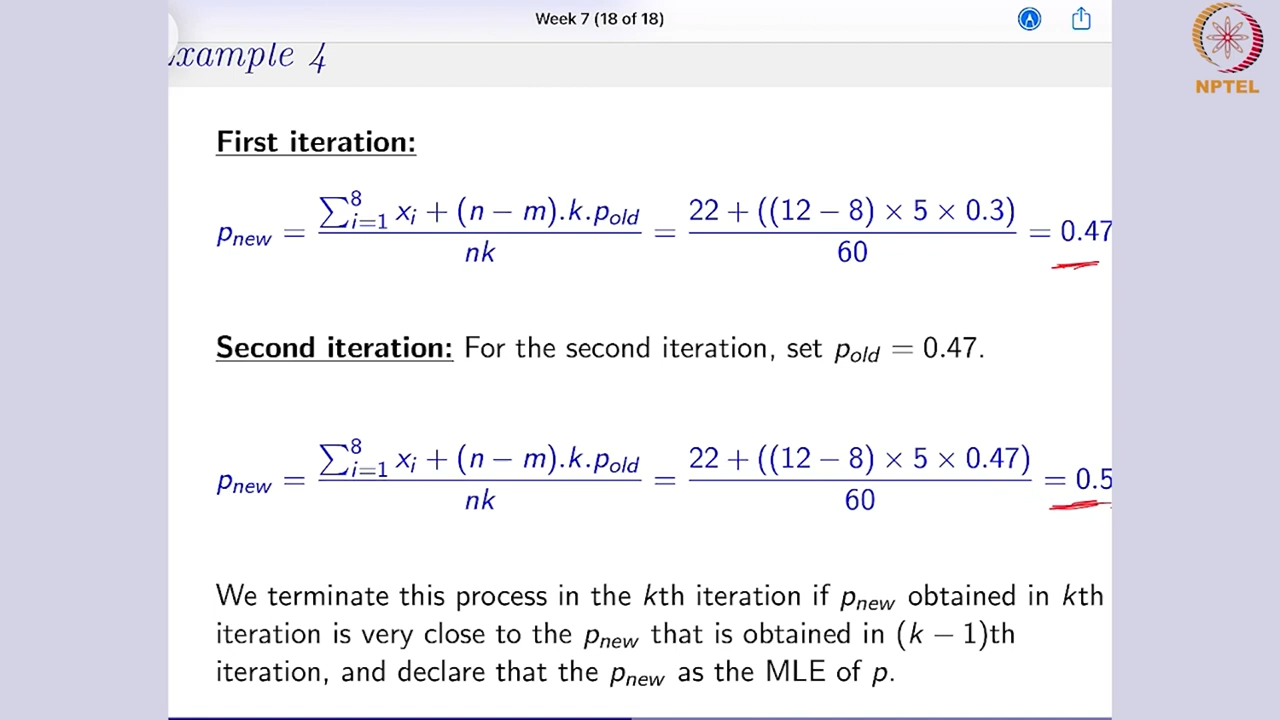 Week 7 (18 of 18)
NPTEL
xample 4
First iteration:
p_new = (∑_{i=1}^{8} x_i + (n − m).k.p_old) / nk = (22 + ((12 − 8) × 5 × 0.3)) / 60 = 0.47
Second iteration: For the second iteration, set p_old = 0.47.
p_new = (∑_{i=1}^{8} x_i + (n − m).k.p_old) / nk = (22 + ((12 − 8) × 5 × 0.47)) / 60 = 0.5
We terminate this process in the kth iteration if p_new obtained in kth
iteration is very close to the p_new that is obtained in (k − 1)th
iteration, and declare that the p_new as the MLE of p.